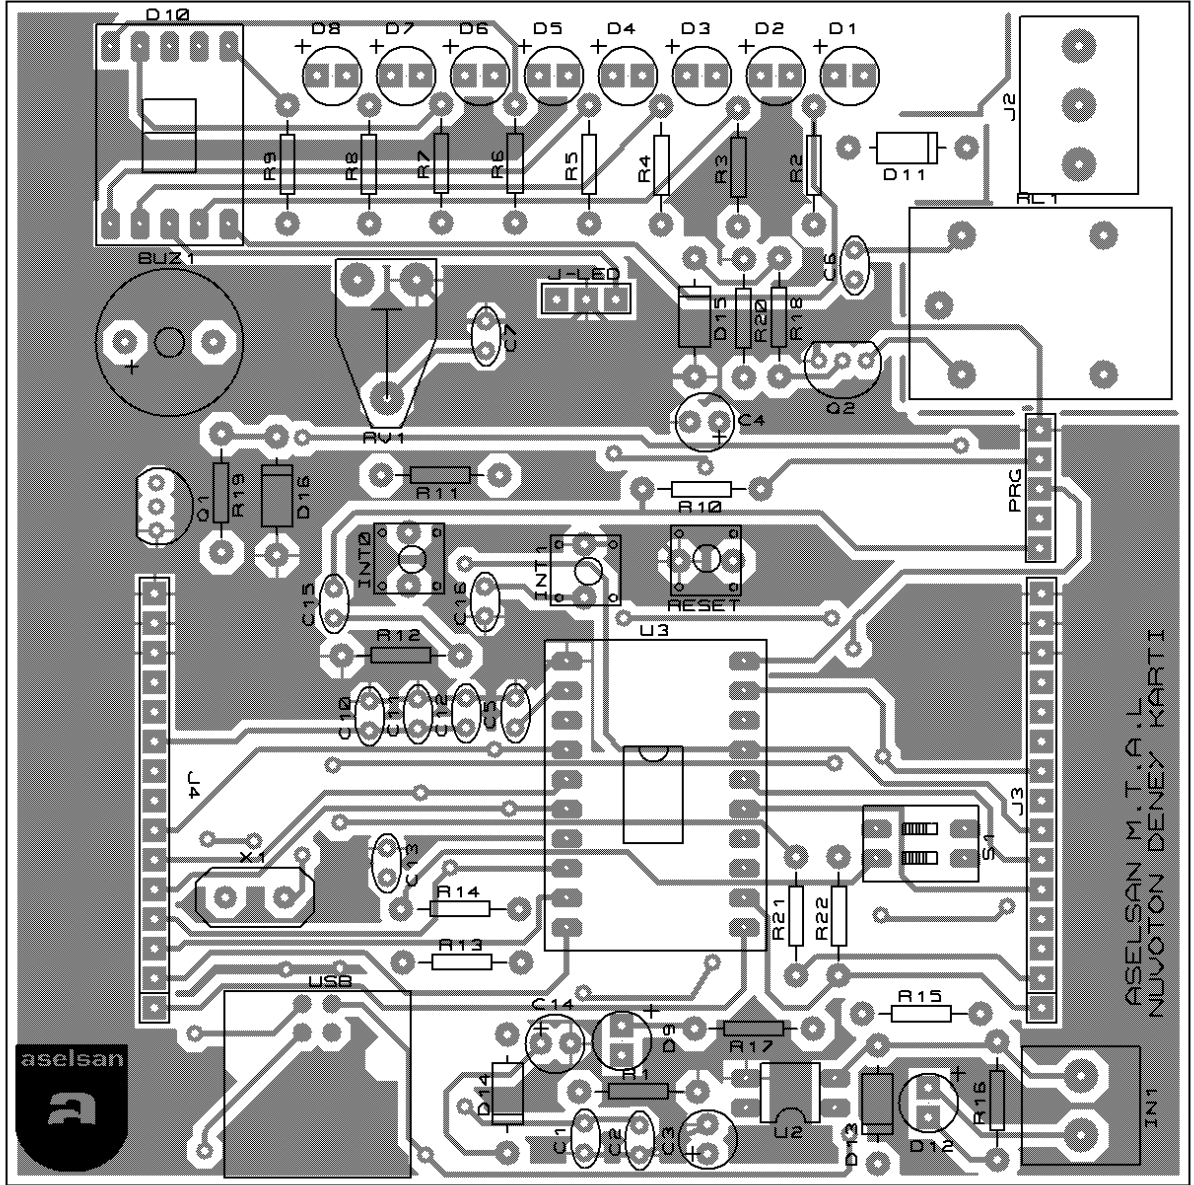 D10
D8
D7
D6
D5
D4
D3
D2
D1
J2
R9
R8
R7
R6
R5
R4
R3
R2
D11
RL1
BUZ1
J-LED
C6
C7
D15
R20
R18
Q2
RV1
C4
Q1
R19
D16
R11
R10
PRG
INT0
INT1
RESET
C15
C16
R12
U3
C10
C11
C12
C5
J4
J3
S1
X1
C13
R14
R13
R21
R22
USB
R15
C14
D9
R17
D14
R1
C1
C2
C3
U2
D13
D12
R16
IN1
aselsan
a
ASELSAN M.T.A.L
NUVOTON DENEY KARTI